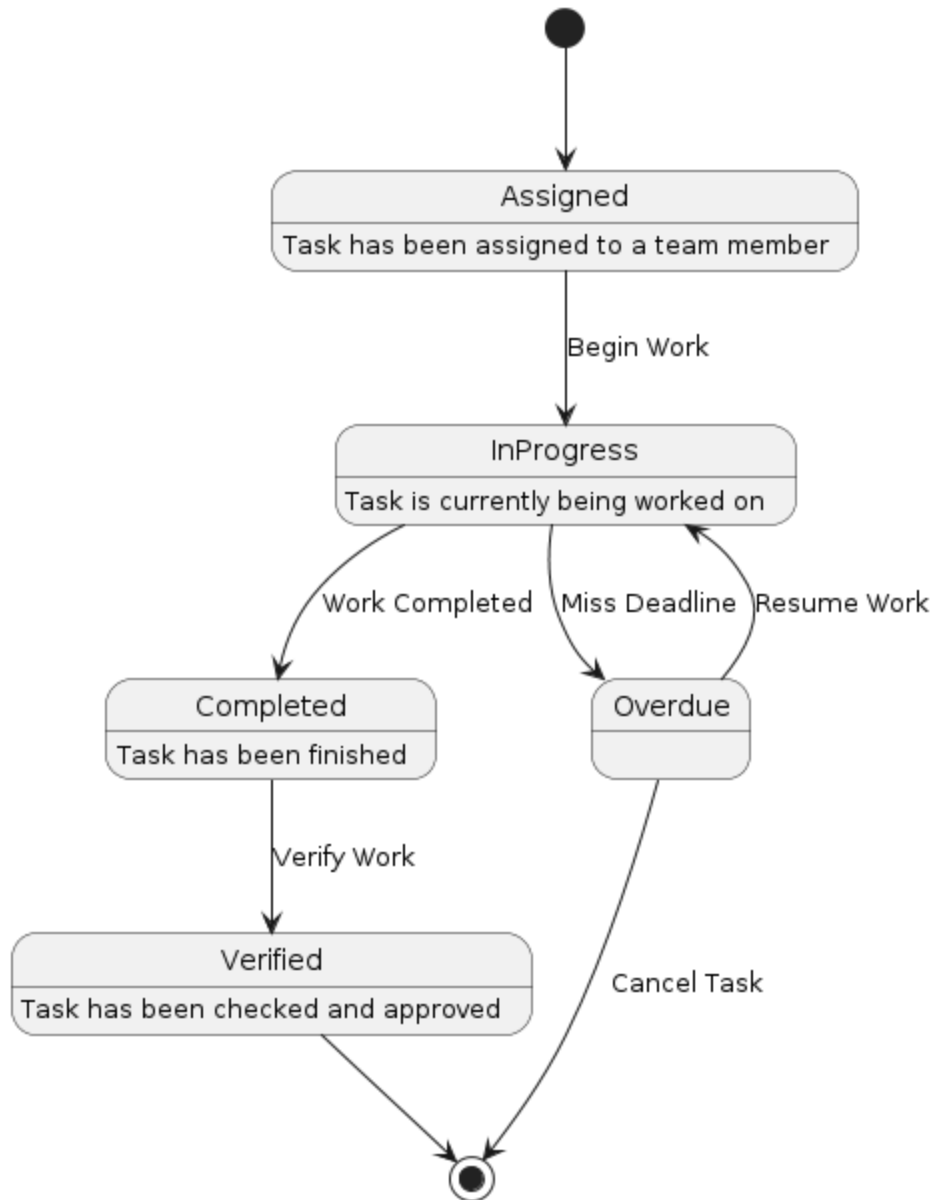 Assigned
Task has been assigned to a team member
Begin Work
InProgress
Task is currently being worked on
Work Completed
Miss Deadline
Resume Work
Completed
Task has been finished
Overdue
Verify Work
Verified
Task has been checked and approved
Cancel Task